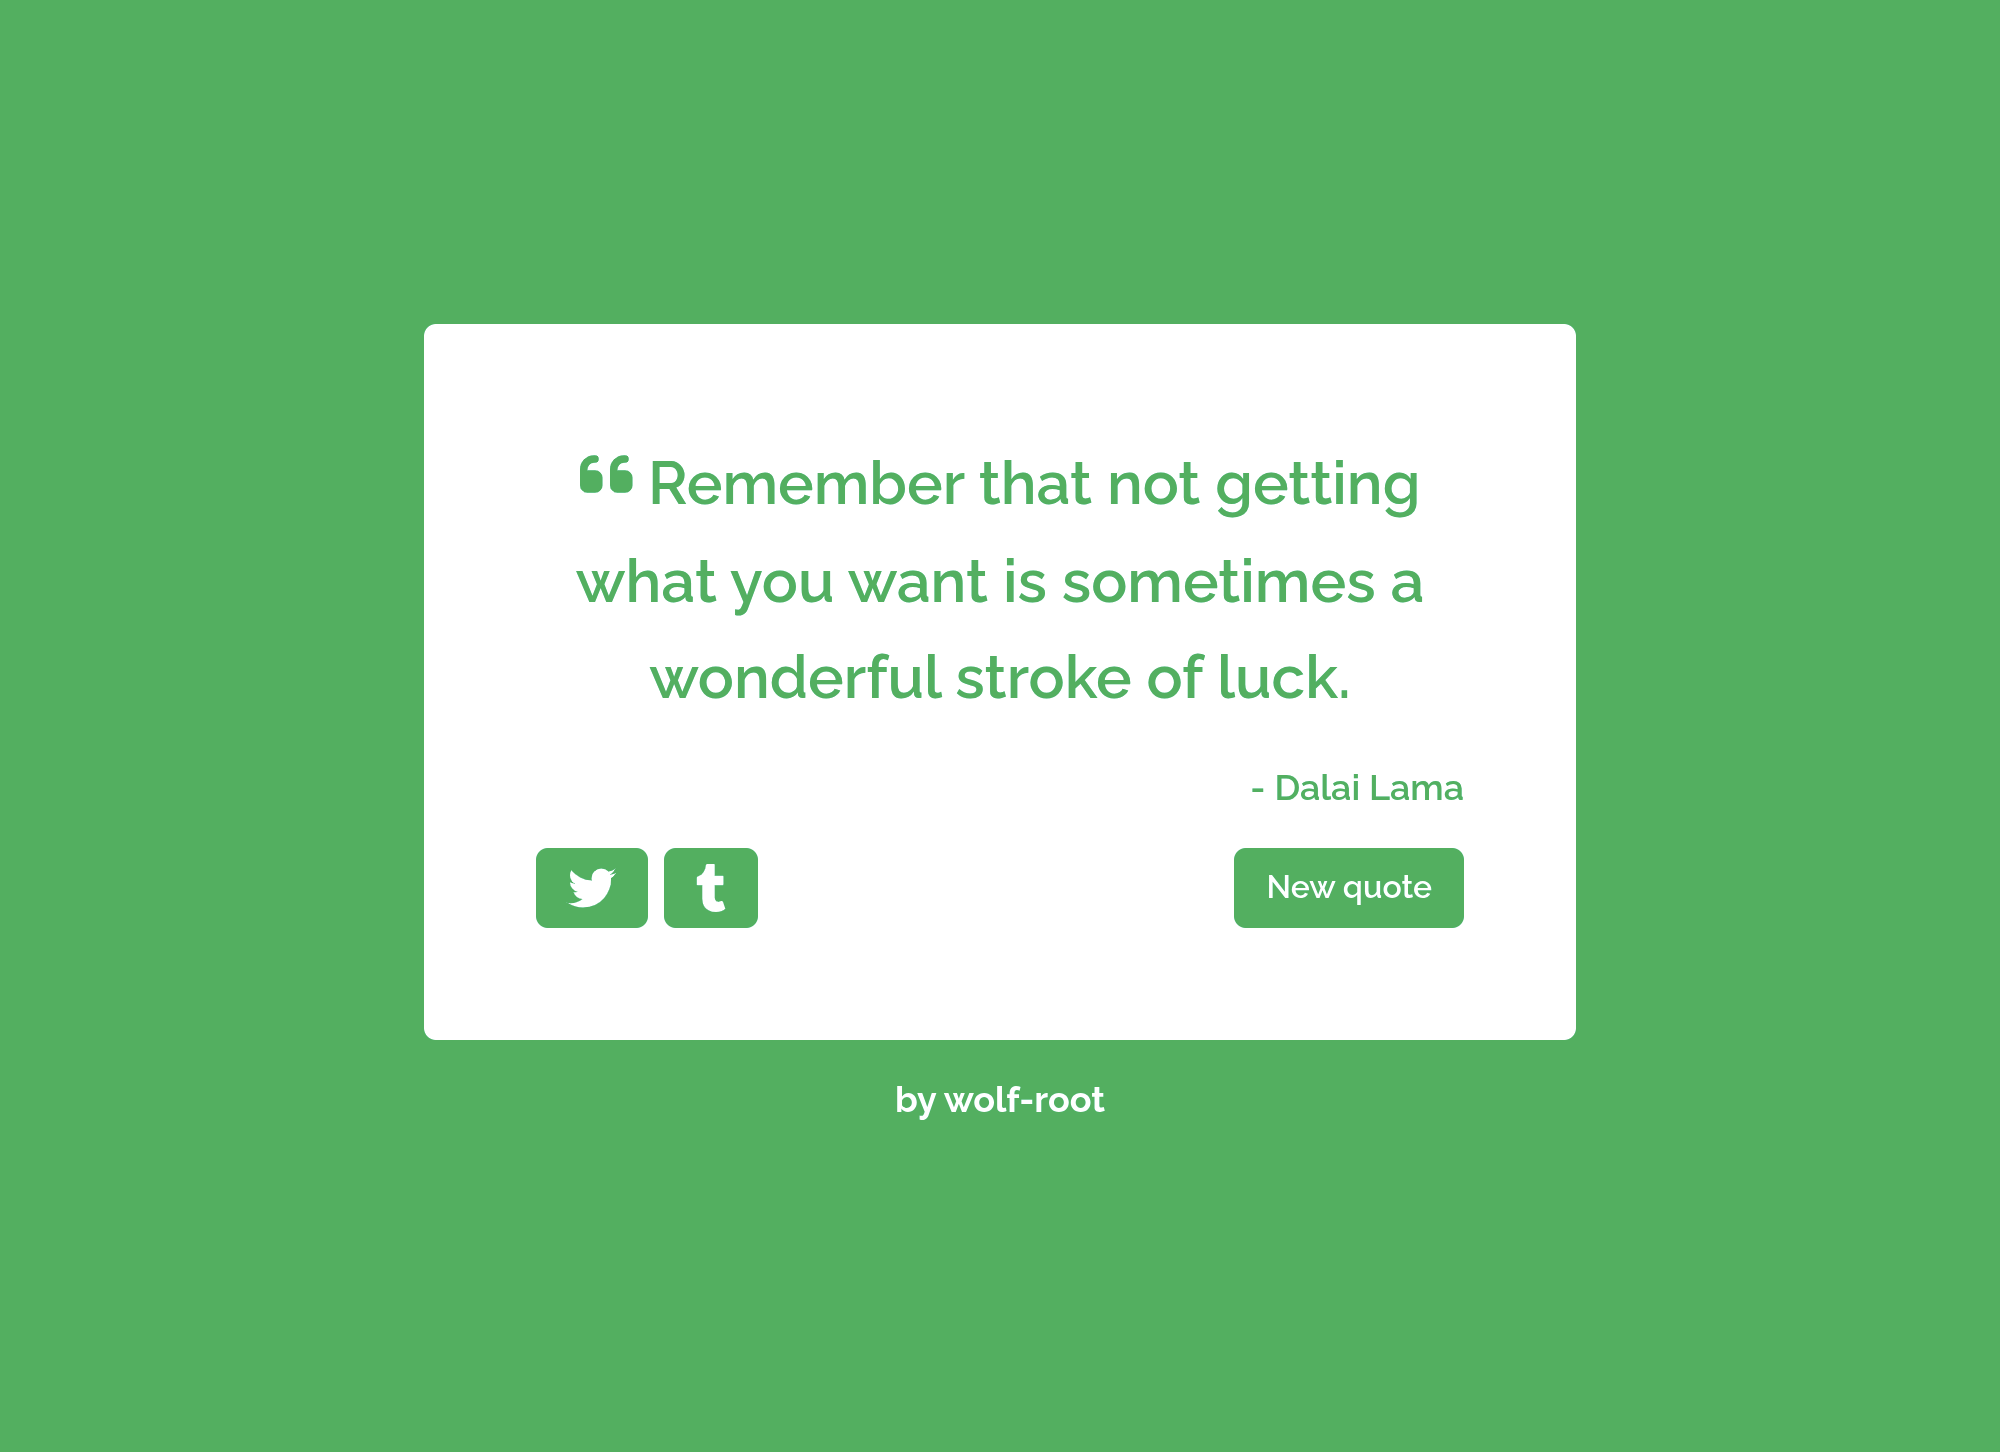 ❝ Remember that not getting
what you want is sometimes a
wonderful stroke of luck.
- Dalai Lama
New quote
by wolf-root